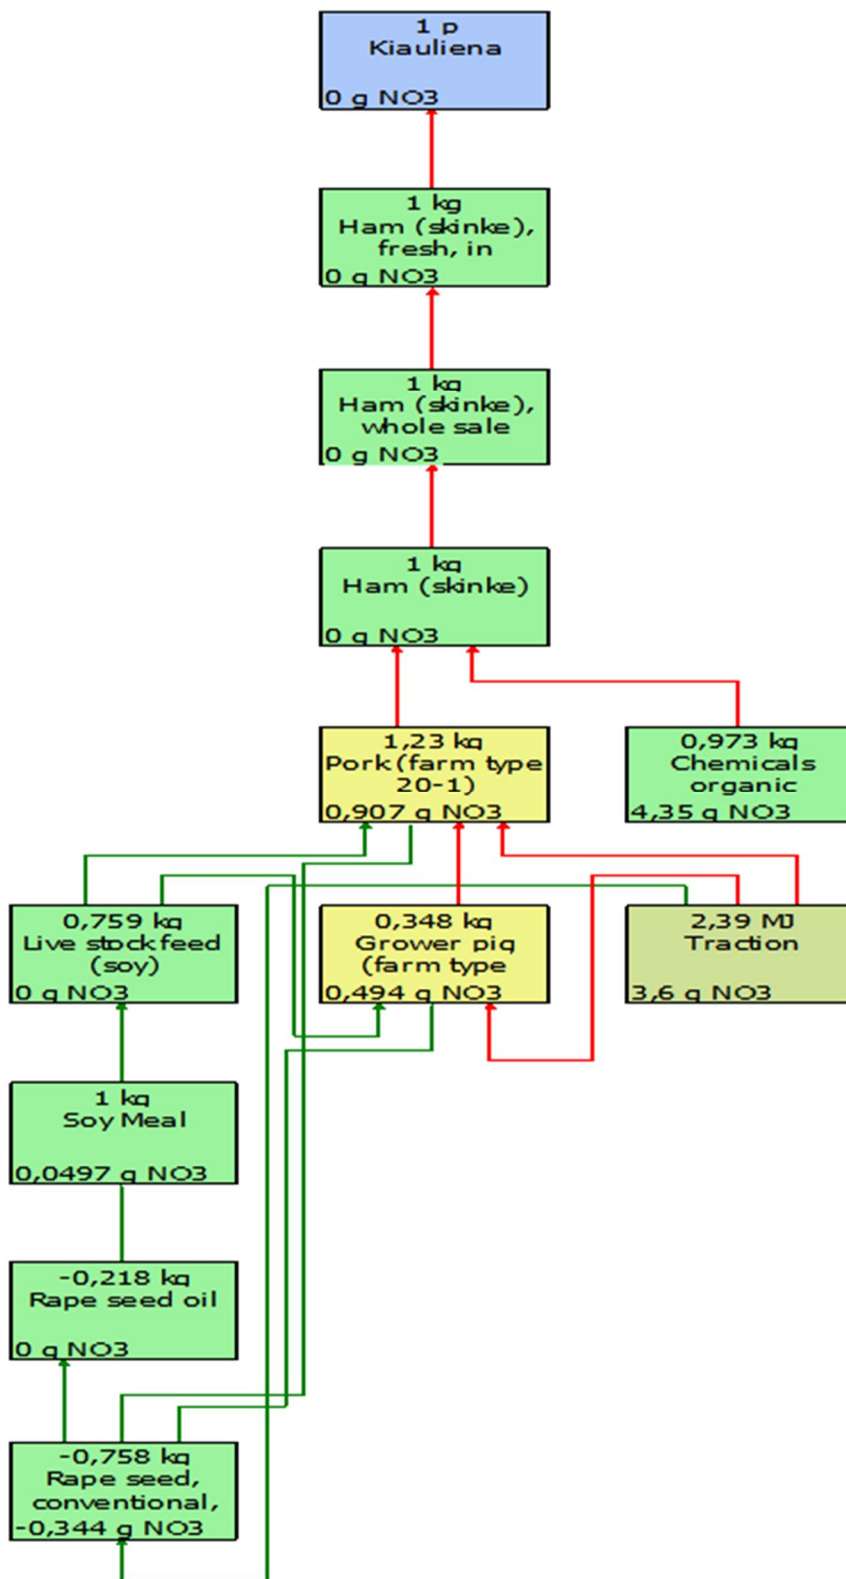 1 p
Kiauliena
0 g NO3
1 kg
Ham (skinke),
fresh, in
0 g NO3
1 kg
Ham (skinke),
whole sale
0 g NO3
1 kg
Ham (skinke)
0 g NO3
1,23 kg
Pork (farm type
20-1)
0,907 g NO3
0,973 kg
Chemicals
organic
4,35 g NO3
0,759 kg
Live stock feed
(soy)
0 g NO3
0,348 kg
Grower pig
(farm type
0,494 g NO3
2,39 MJ
Traction
3,6 g NO3
1 kg
Soy Meal
0,0497 g NO3
-0,218 kg
Rape seed oil
0 g NO3
-0,758 kg
Rape seed,
conventional,
-0,344 g NO3